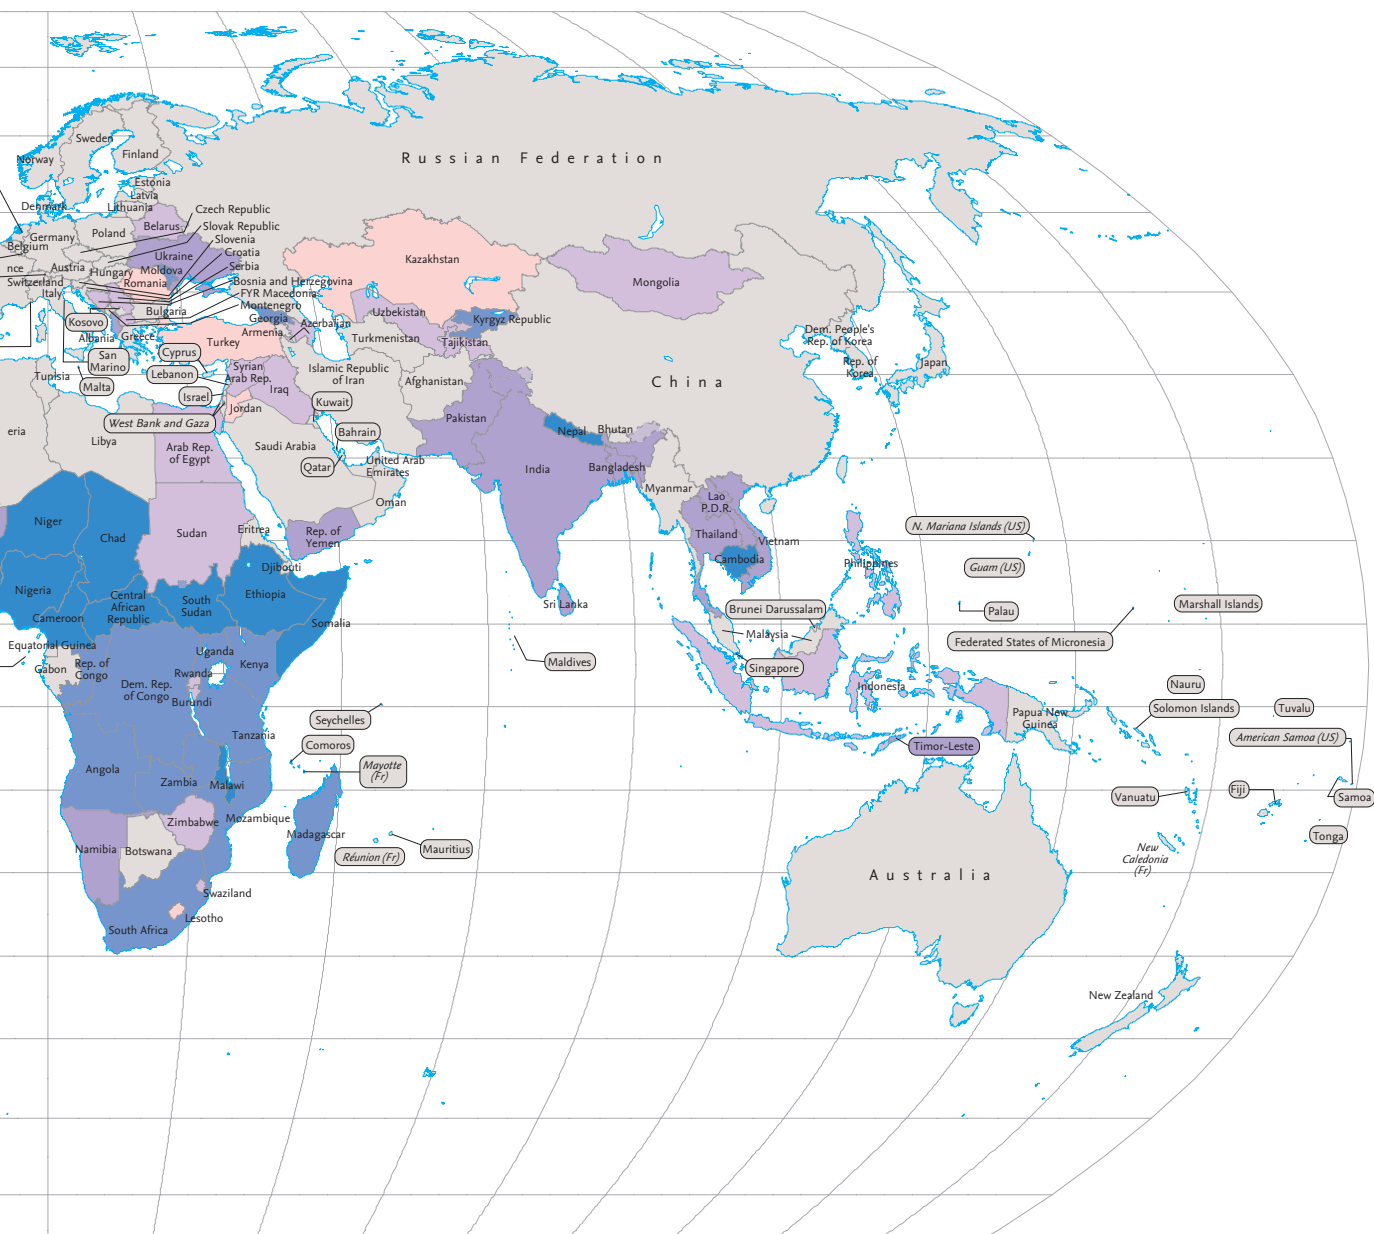 Russian Federation
Sweden
Norway
Finland
Estonia
Latvia
Lithuania
Denmark
Belarus
Czech Republic
Slovak Republic
Slovenia
Croatia
Serbia
Bosnia and Herzegovina
FYR Macedonia
Montenegro
Poland
Germany
Belgium
Ukraine
nce
Austria
Hungary
Moldova
Romania
Switzerland
Italy
Bulgaria
Kosovo
Albania
Greece
Georgia
Armenia
Azerbaijan
Kazakhstan
Mongolia
Uzbekistan
Kyrgyz Republic
Turkmenistan
Tajikistan
Dem. People's
Rep. of Korea
Rep. of
Korea
Japan
China
Turkey
San
Marino
Cyprus
Malta
Tunisia
Lebanon
Syrian
Arab Rep.
Iraq
Israel
Islamic Republic
of Iran
Afghanistan
Kuwait
Jordan
West Bank and Gaza
Pakistan
Nepal
Bhutan
eria
Libya
Arab Rep.
of Egypt
Saudi Arabia
Bahrain
Qatar
United Arab
Emirates
Oman
India
Bangladesh
Myanmar
Lao
P.D.R.
Thailand
Vietnam
Cambodia
Philippines
N. Mariana Islands (US)
Guam (US)
Niger
Chad
Sudan
Eritrea
Rep. of
Yemen
Djibouti
Nigeria
Central
African
Republic
South
Sudan
Ethiopia
Cameroon
Somalia
Sri Lanka
Brunei Darussalam
Malaysia
Singapore
Maldives
Palau
Marshall Islands
Federated States of Micronesia
Equatorial Guinea
Gabon
Rep. of
Congo
Uganda
Kenya
Dem. Rep.
of Congo
Rwanda
Burundi
Tanzania
Indonesia
Papua New
Guinea
Nauru
Solomon Islands
Tuvalu
American Samoa (US)
Timor-Leste
Seychelles
Comoros
Mayotte
(Fr)
Angola
Zambia
Malawi
Mozambique
Zimbabwe
Madagascar
Namibia
Botswana
Réunion (Fr)
Mauritius
Vanuatu
Fiji
Samoa
Tonga
New
Caledonia
(Fr)
Swaziland
Lesotho
South Africa
Australia
New Zealand